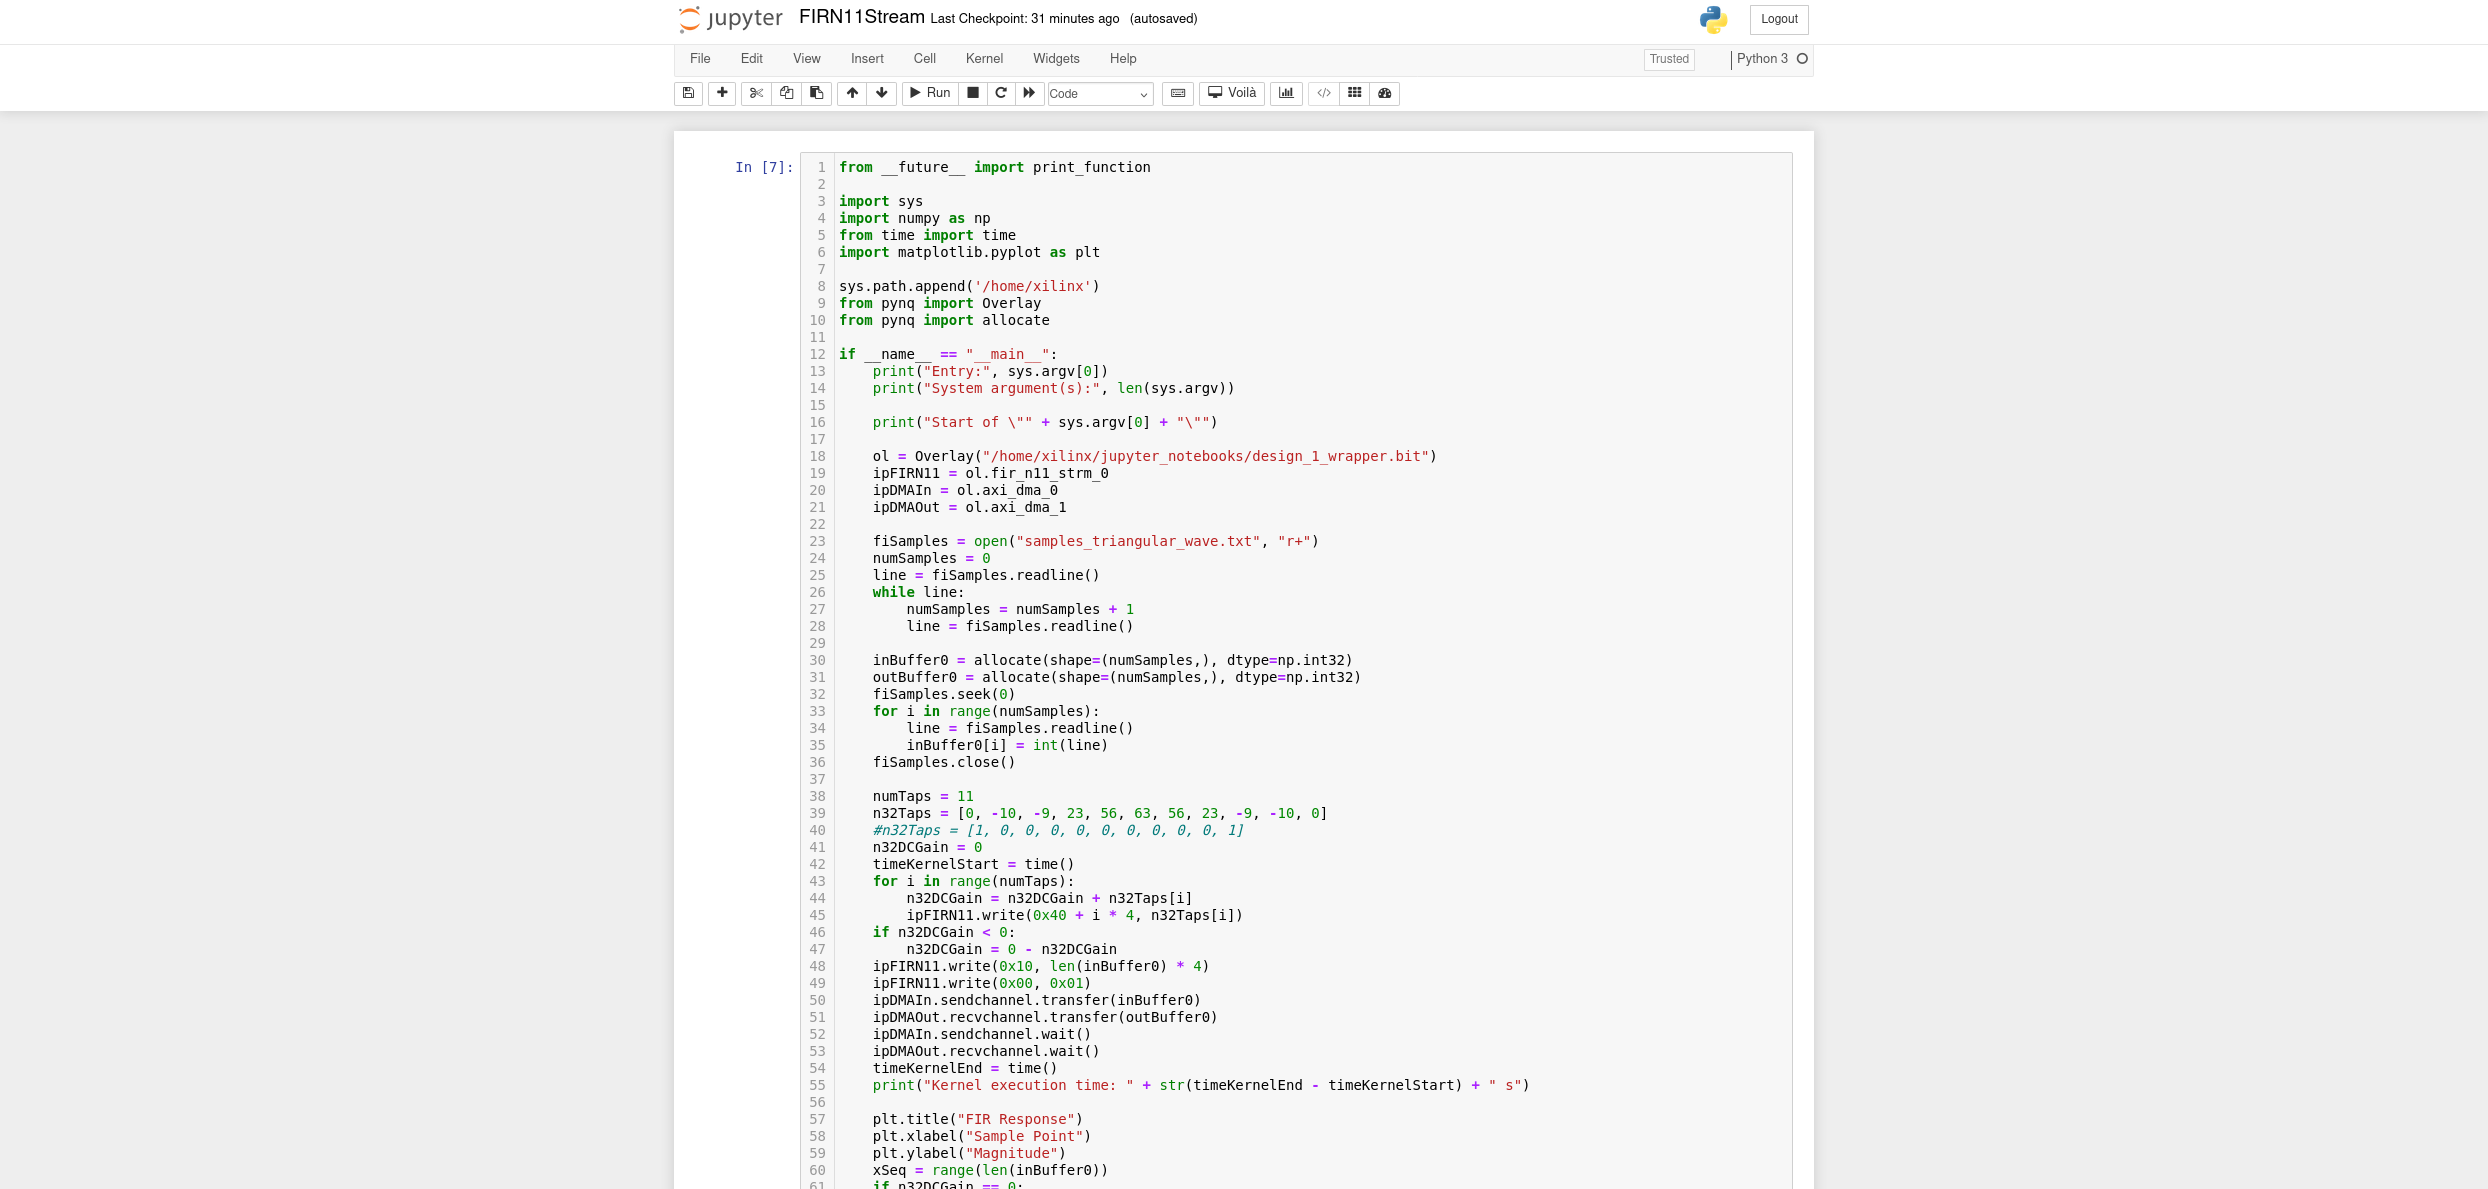 jupyter FIRN11Stream Last Checkpoint: 31 minutes ago (autosaved) Logout
File Edit View Insert Cell Kernel Widgets Help Trusted Python 3
Run Code Voilà
In [7]:
1 from __future__ import print_function
2
3 import sys
4 import numpy as np
5 from time import time
6 import matplotlib.pyplot as plt
7
8 sys.path.append('/home/xilinx')
9 from pynq import Overlay
10 from pynq import allocate
11
12 if __name__ == "__main__":
13     print("Entry:", sys.argv[0])
14     print("System argument(s):", len(sys.argv))
15
16     print("Start of \"" + sys.argv[0] + "\"")
17
18     ol = Overlay("/home/xilinx/jupyter_notebooks/design_1_wrapper.bit")
19     ipFIRN11 = ol.fir_n11_strm_0
20     ipDMAIn = ol.axi_dma_0
21     ipDMAOut = ol.axi_dma_1
22
23     fiSamples = open("samples_triangular_wave.txt", "r+")
24     numSamples = 0
25     line = fiSamples.readline()
26     while line:
27         numSamples = numSamples + 1
28         line = fiSamples.readline()
29
30     inBuffer0 = allocate(shape=(numSamples,), dtype=np.int32)
31     outBuffer0 = allocate(shape=(numSamples,), dtype=np.int32)
32     fiSamples.seek(0)
33     for i in range(numSamples):
34         line = fiSamples.readline()
35         inBuffer0[i] = int(line)
36     fiSamples.close()
37
38     numTaps = 11
39     n32Taps = [0, -10, -9, 23, 56, 63, 56, 23, -9, -10, 0]
40     #n32Taps = [1, 0, 0, 0, 0, 0, 0, 0, 0, 0, 1]
41     n32DCGain = 0
42     timeKernelStart = time()
43     for i in range(numTaps):
44         n32DCGain = n32DCGain + n32Taps[i]
45         ipFIRN11.write(0x40 + i * 4, n32Taps[i])
46     if n32DCGain < 0:
47         n32DCGain = 0 - n32DCGain
48     ipFIRN11.write(0x10, len(inBuffer0) * 4)
49     ipFIRN11.write(0x00, 0x01)
50     ipDMAIn.sendchannel.transfer(inBuffer0)
51     ipDMAOut.recvchannel.transfer(outBuffer0)
52     ipDMAIn.sendchannel.wait()
53     ipDMAOut.recvchannel.wait()
54     timeKernelEnd = time()
55     print("Kernel execution time: " + str(timeKernelEnd - timeKernelStart) + " s")
56
57     plt.title("FIR Response")
58     plt.xlabel("Sample Point")
59     plt.ylabel("Magnitude")
60     xSeq = range(len(inBuffer0))
61     if n32DCGain == 0: